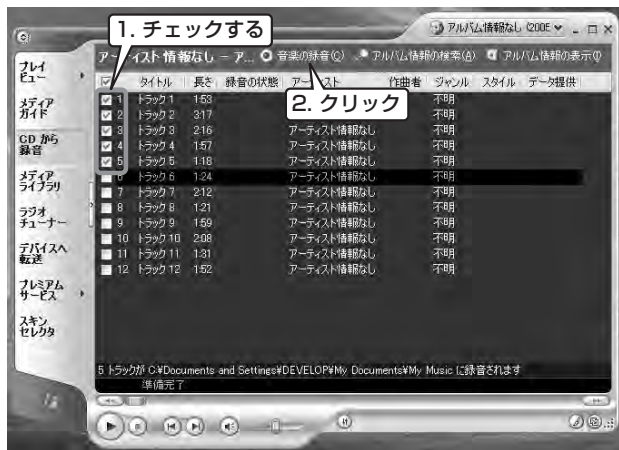 1. チェックする
アルバム情報なし (200E
アーティスト情報なし － ア... 音楽の録音(C) アルバム情報の検索(A) アルバム情報の表示(I)
プレイビュー
メディアガイド
CD から録音
メディアライブラリ
ラジオチューナー
デバイスへ転送
プレミアムサービス
スキンセレクタ
タイトル 長さ 録音の状態 アーティスト 作曲者 ジャンル スタイル データ提供
2. クリック
1 トラック 1 1:53 不明
2 トラック 2 3:17 不明
3 トラック 3 2:16 アーティスト情報なし 不明
4 トラック 4 1:57 アーティスト情報なし 不明
5 トラック 5 1:18 アーティスト情報なし 不明
6 トラック 6 1:24 アーティスト情報なし 不明
7 トラック 7 2:12 アーティスト情報なし 不明
8 トラック 8 1:21 アーティスト情報なし 不明
9 トラック 9 1:59 アーティスト情報なし 不明
10 トラック 10 2:08 アーティスト情報なし 不明
11 トラック 11 1:31 アーティスト情報なし 不明
12 トラック 12 1:52 アーティスト情報なし 不明
5 トラックが C:¥Documents and Settings¥DEVELOP¥My Documents¥My Music に録音されます
準備完了